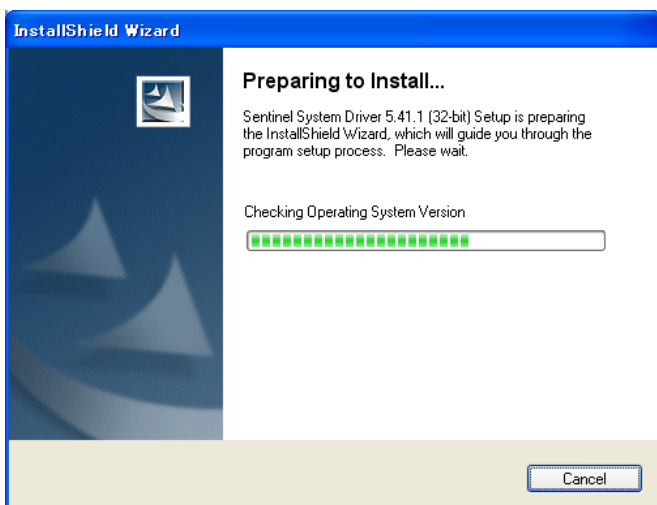 InstallShield Wizard
Preparing to Install...
Sentinel System Driver 5.41.1 (32-bit) Setup is preparing
the InstallShield Wizard, which will guide you through the
program setup process.  Please wait.
Checking Operating System Version
Cancel